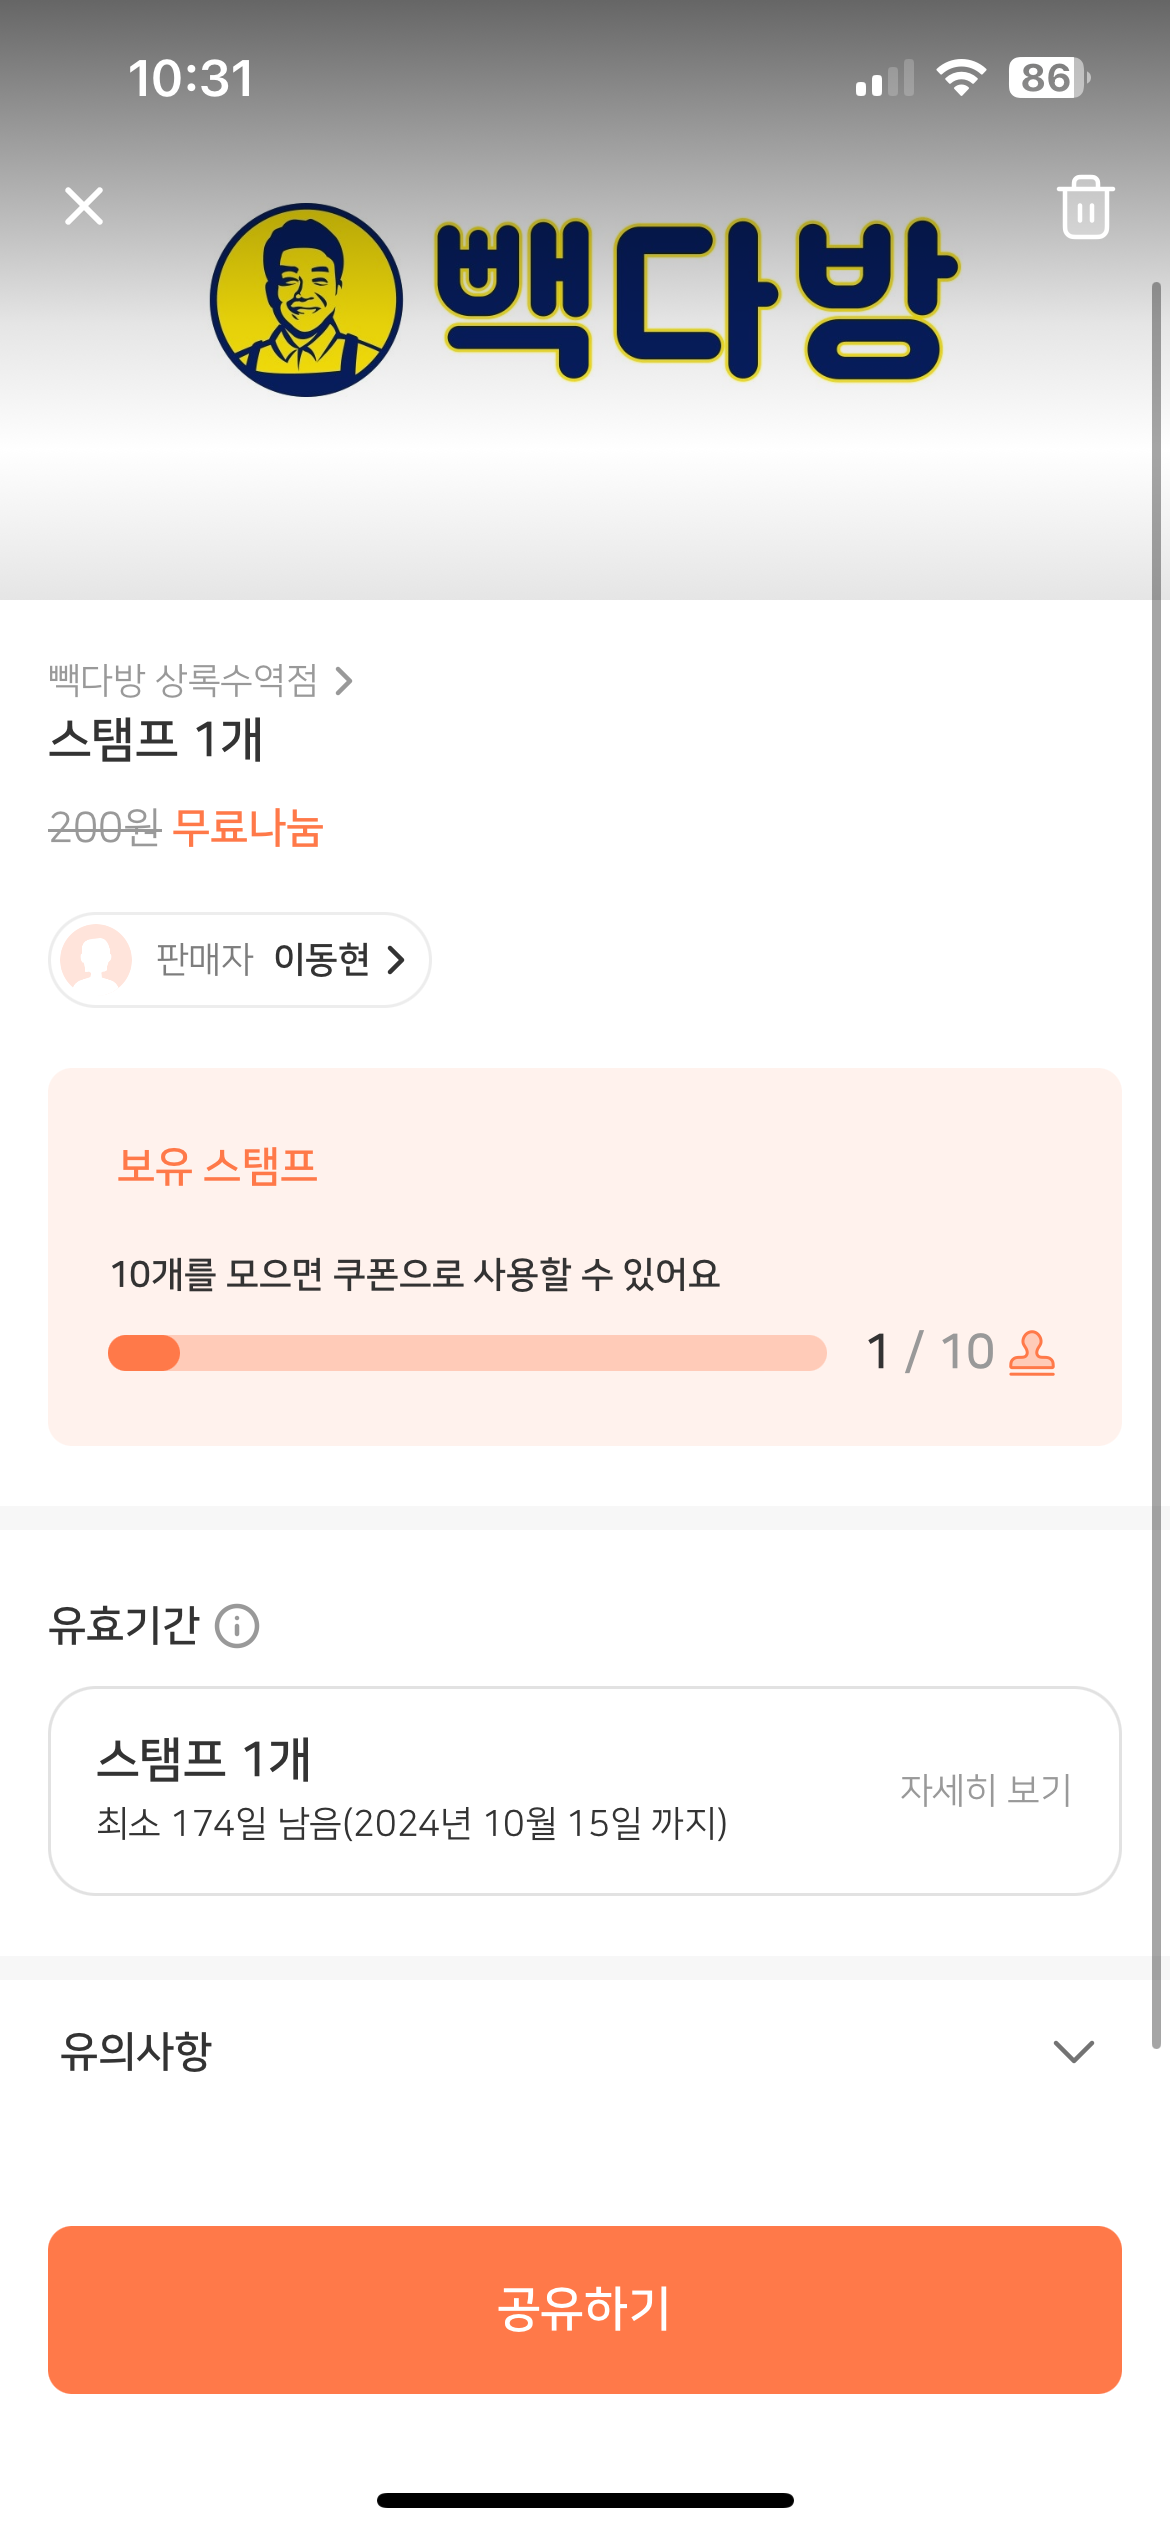 10:31
86
빽다방
빽다방 상록수역점
스탬프 1개
200원 무료나눔
판매자 이동현
보유 스탬프
10개를 모으면 쿠폰으로 사용할 수 있어요
1 / 10
유효기간
스탬프 1개
자세히 보기
최소 174일 남음(2024년 10월 15일 까지)
유의사항
공유하기